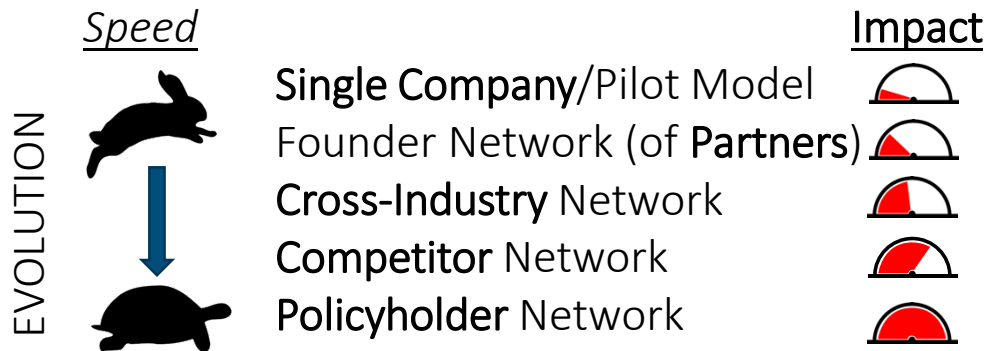 Speed
Impact
EVOLUTION
Single Company/Pilot Model
Founder Network (of Partners)
Cross-Industry Network
Competitor Network
Policyholder Network